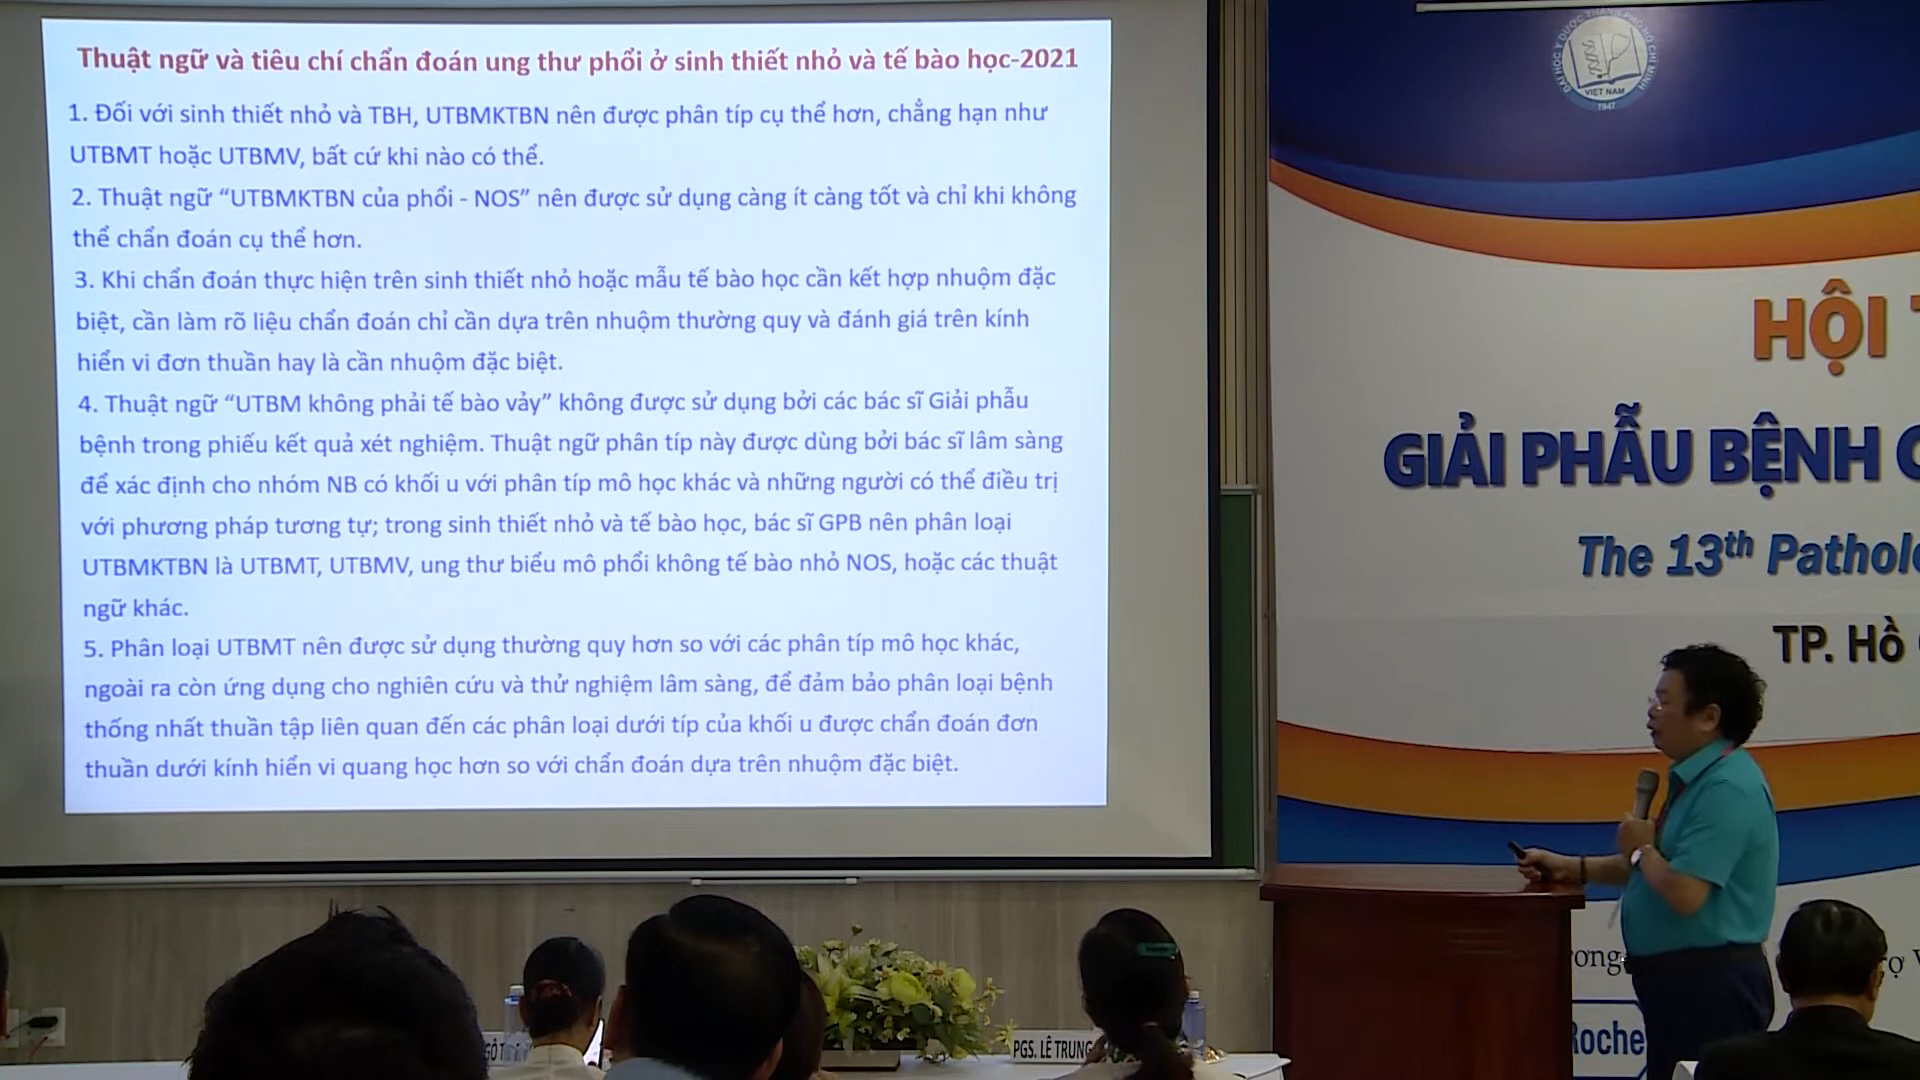 Thuật ngữ và tiêu chí chẩn đoán ung thư phổi ở sinh thiết nhỏ và tế bào học-2021
1. Đối với sinh thiết nhỏ và TBH, UTBMKTBN nên được phân típ cụ thể hơn, chẳng hạn như
UTBMT hoặc UTBMV, bất cứ khi nào có thể.
2. Thuật ngữ “UTBMKTBN của phổi - NOS” nên được sử dụng càng ít càng tốt và chỉ khi không
thể chẩn đoán cụ thể hơn.
3. Khi chẩn đoán thực hiện trên sinh thiết nhỏ hoặc mẫu tế bào học cần kết hợp nhuộm đặc
biệt, cần làm rõ liệu chẩn đoán chỉ cần dựa trên nhuộm thường quy và đánh giá trên kính
hiển vi đơn thuần hay là cần nhuộm đặc biệt.
4. Thuật ngữ “UTBM không phải tế bào vảy” không được sử dụng bởi các bác sĩ Giải phẫu
bệnh trong phiếu kết quả xét nghiệm. Thuật ngữ phân típ này được dùng bởi bác sĩ lâm sàng
để xác định cho nhóm NB có khối u với phân típ mô học khác và những người có thể điều trị
với phương pháp tương tự; trong sinh thiết nhỏ và tế bào học, bác sĩ GPB nên phân loại
UTBMKTBN là UTBMT, UTBMV, ung thư biểu mô phổi không tế bào nhỏ NOS, hoặc các thuật
ngữ khác.
5. Phân loại UTBMT nên được sử dụng thường quy hơn so với các phân típ mô học khác,
ngoài ra còn ứng dụng cho nghiên cứu và thử nghiệm lâm sàng, để đảm bảo phân loại bệnh
thống nhất thuần tập liên quan đến các phân loại dưới típ của khối u được chẩn đoán đơn
thuần dưới kính hiển vi quang học hơn so với chẩn đoán dựa trên nhuộm đặc biệt.
ĐẠI HỌC Y DƯỢC THÀNH PHỐ HỒ CHÍ MINH
VIỆT NAM
1947
HỘI
GIẢI PHẪU BỆNH
The 13th
TP. Hồ
Roche
PGS. LÊ TRUNG